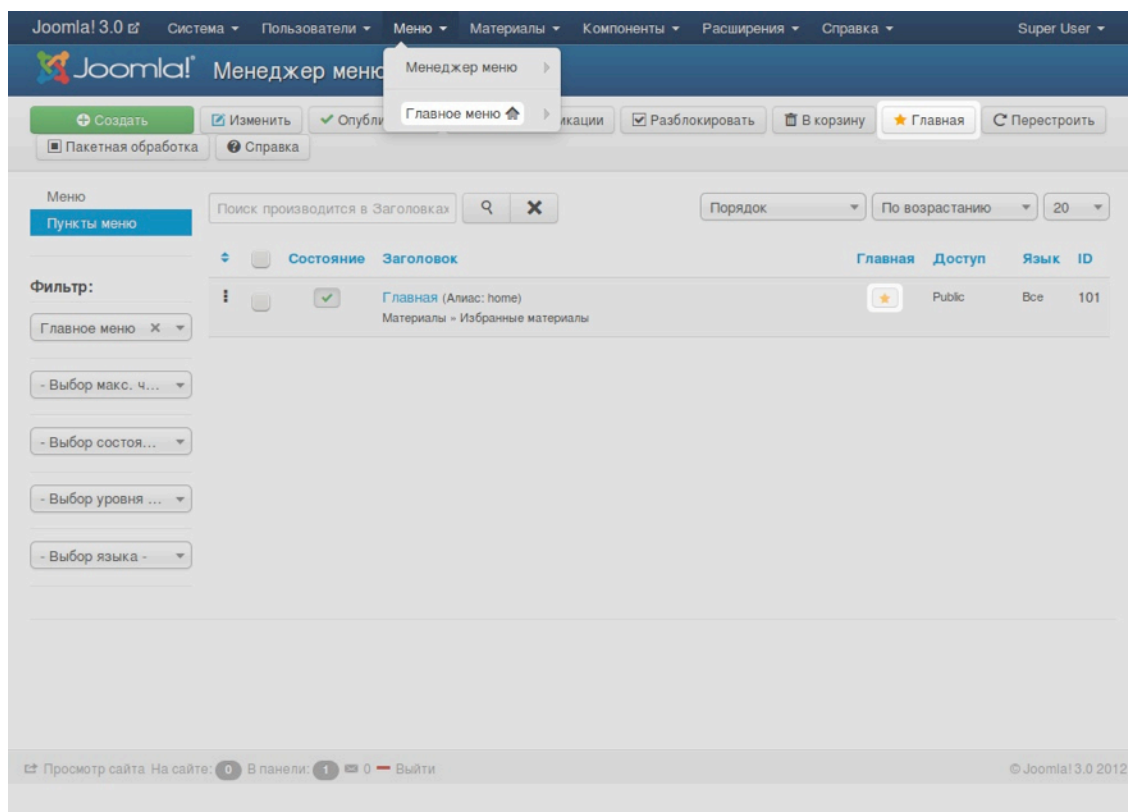 Joomla! 3.0 Система Пользователи Меню Материалы Компоненты Расширения Справка Super User
Joomla! Менеджер меню
Менеджер меню
Главное меню
Создать Изменить Опубли икации Разблокировать В корзину Главная Перестроить
Пакетная обработка Справка
Меню
Пункты меню
Поиск производится в Заголовках Порядок По возрастанию 20
Состояние Заголовок Главная Доступ Язык ID
Главная (Алиас: home) Public Все 101
Материалы » Избранные материалы
Фильтр:
Главное меню
- Выбор макс. ч...
- Выбор состоя...
- Выбор уровня ...
- Выбор языка -
Просмотр сайта На сайте: 0 В панели: 1 0 Выйти © Joomla! 3.0 2012